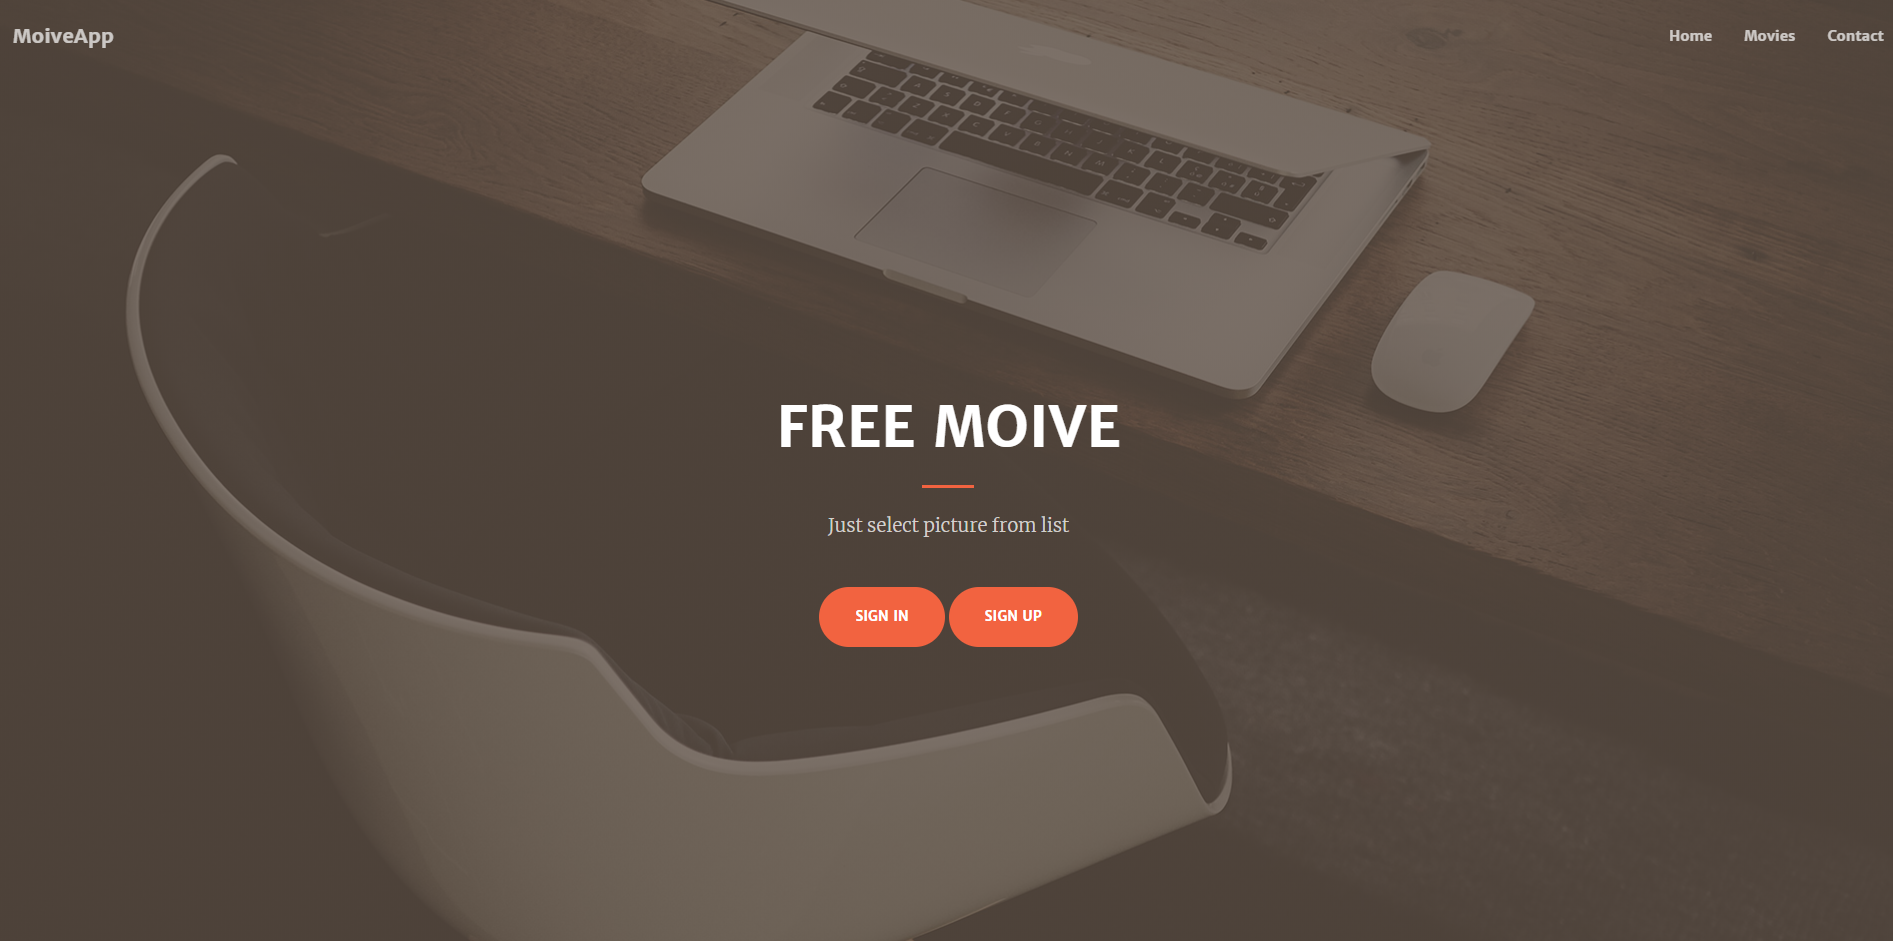 MoiveApp
Home Movies Contact
FREE MOIVE
Just select picture from list
SIGN IN SIGN UP